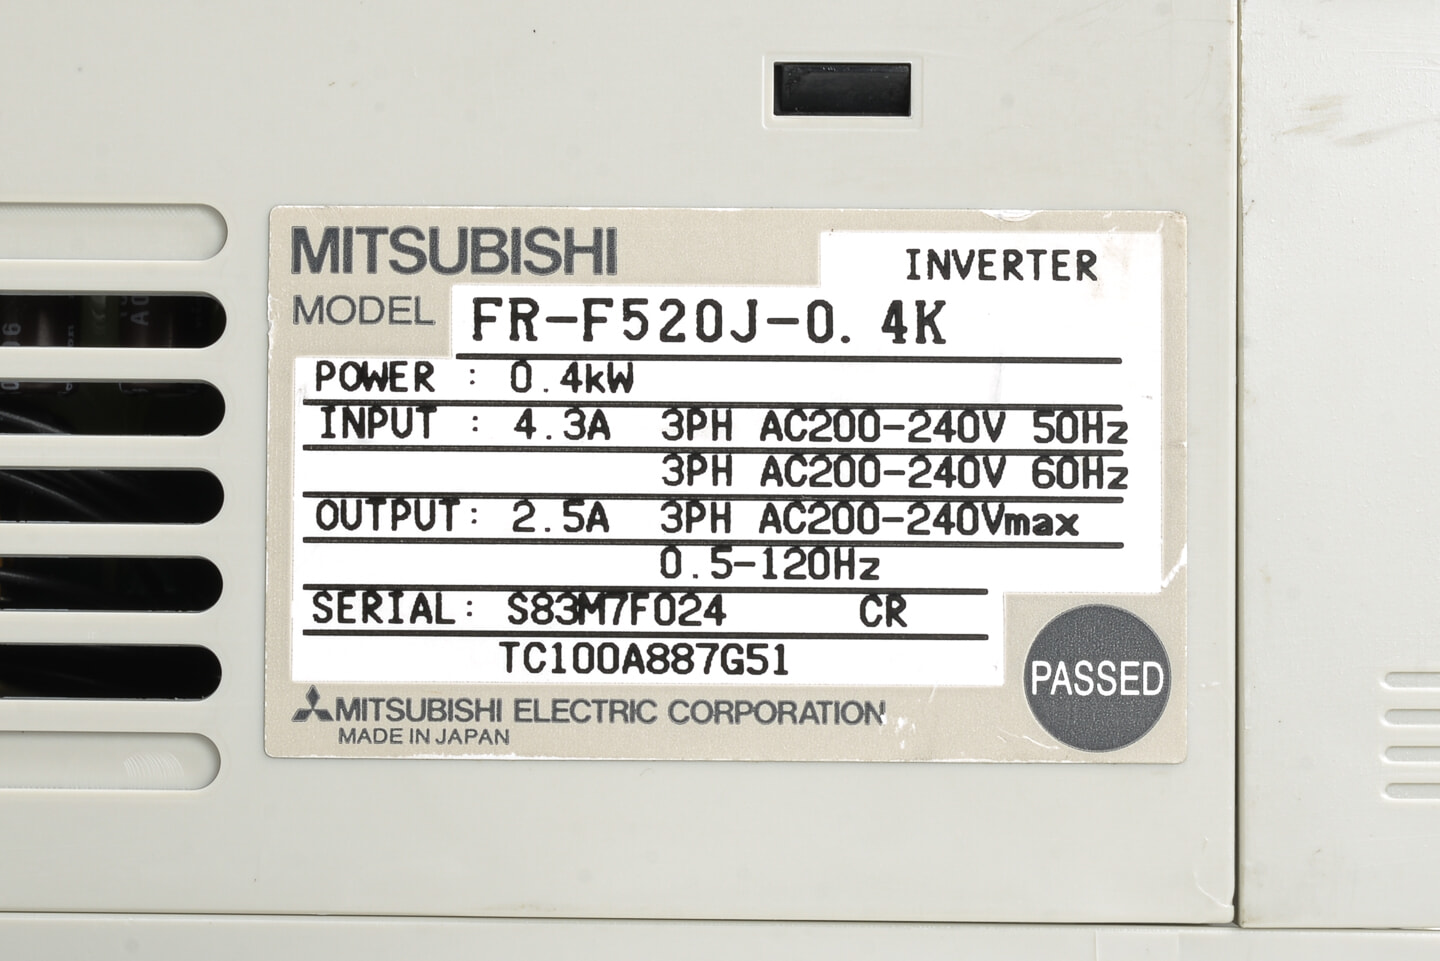 MITSUBISHI
INVERTER
MODEL FR-F520J-0.4K
POWER : 0.4kW
INPUT : 4.3A 3PH AC200-240V 50Hz
3PH AC200-240V 60Hz
OUTPUT: 2.5A 3PH AC200-240Vmax
0.5-120Hz
SERIAL: S83M7F024 CR
TC100A887G51
PASSED
MITSUBISHI ELECTRIC CORPORATION
MADE IN JAPAN